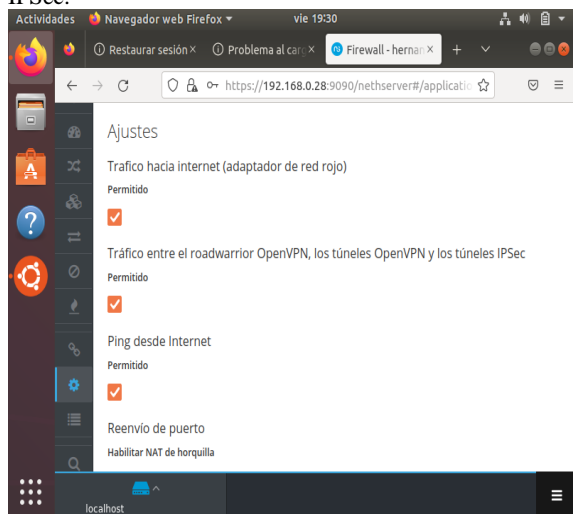 Actividades Navegador web Firefox vie 19:30
Restaurar sesión Problema al carg Firewall - hernan
https://192.168.0.28:9090/nethserver#/applicatio
Ajustes
Trafico hacia internet (adaptador de red rojo)
Permitido
Tráfico entre el roadwarrior OpenVPN, los túneles OpenVPN y los túneles IPSec
Permitido
Ping desde Internet
Permitido
Reenvío de puerto
Habilitar NAT de horquilla
localhost